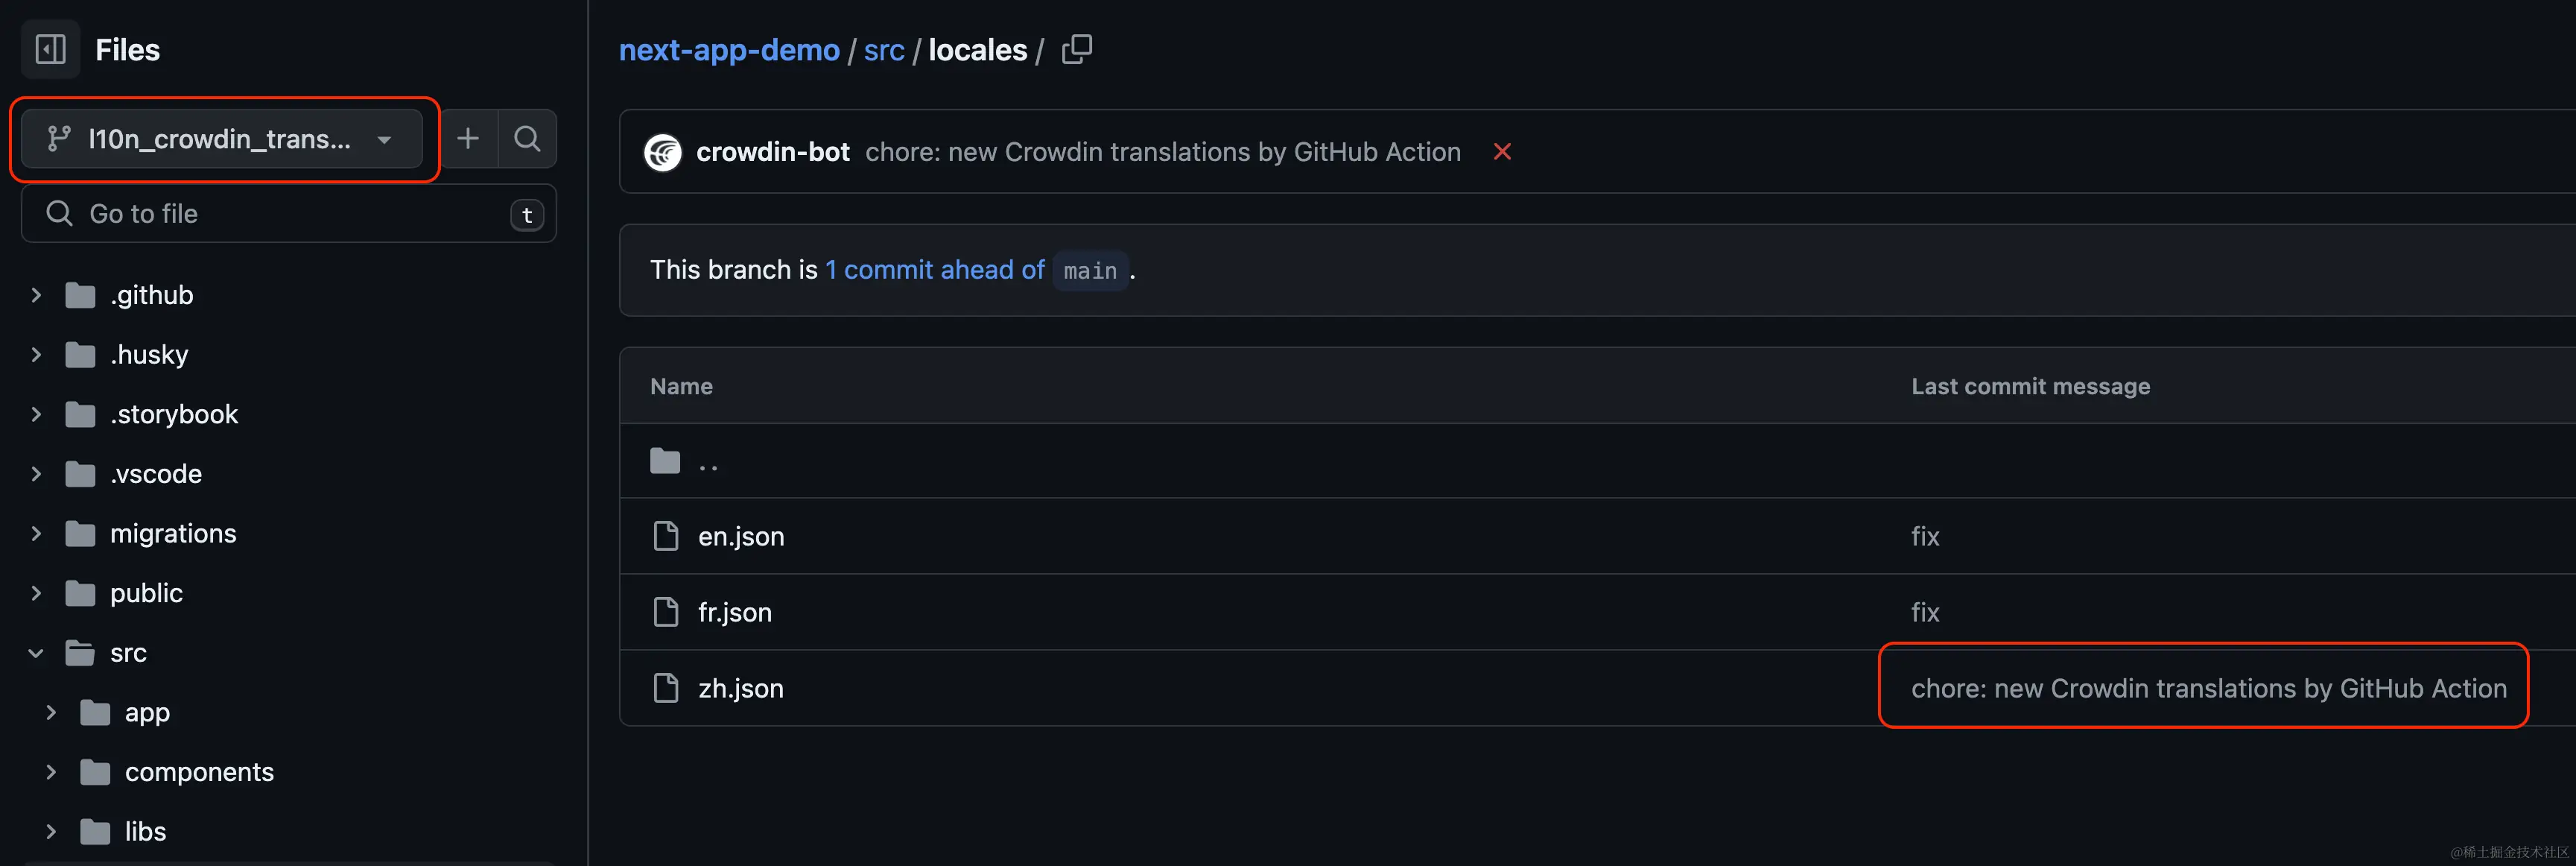 Files
l10n_crowdin_trans...
Go to file
t
.github
.husky
.storybook
.vscode
migrations
public
src
app
components
libs
next-app-demo / src / locales /
crowdin-bot chore: new Crowdin translations by GitHub Action
This branch is 1 commit ahead of main .
Name Last commit message
..
en.json fix
fr.json fix
zh.json chore: new Crowdin translations by GitHub Action
@稀土掘金技术社区